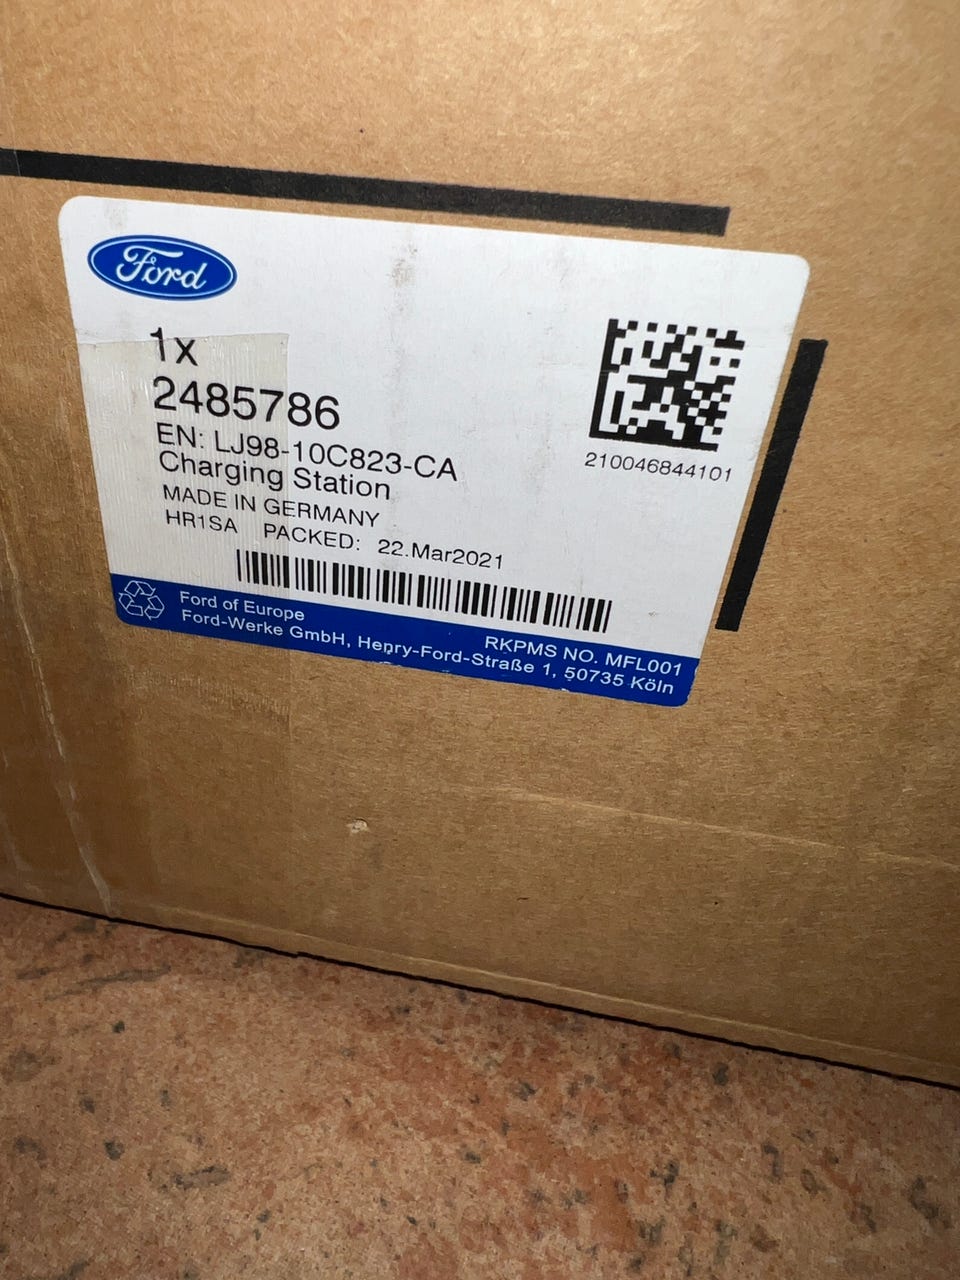 Ford
1x
2485786
EN: LJ98-10C823-CA
Charging Station
MADE IN GERMANY
HR1SA PACKED: 22.Mar2021
210046844101
Ford of Europe
RKPMS NO. MFL001
Ford-Werke GmbH, Henry-Ford-Straße 1, 50735 Köln